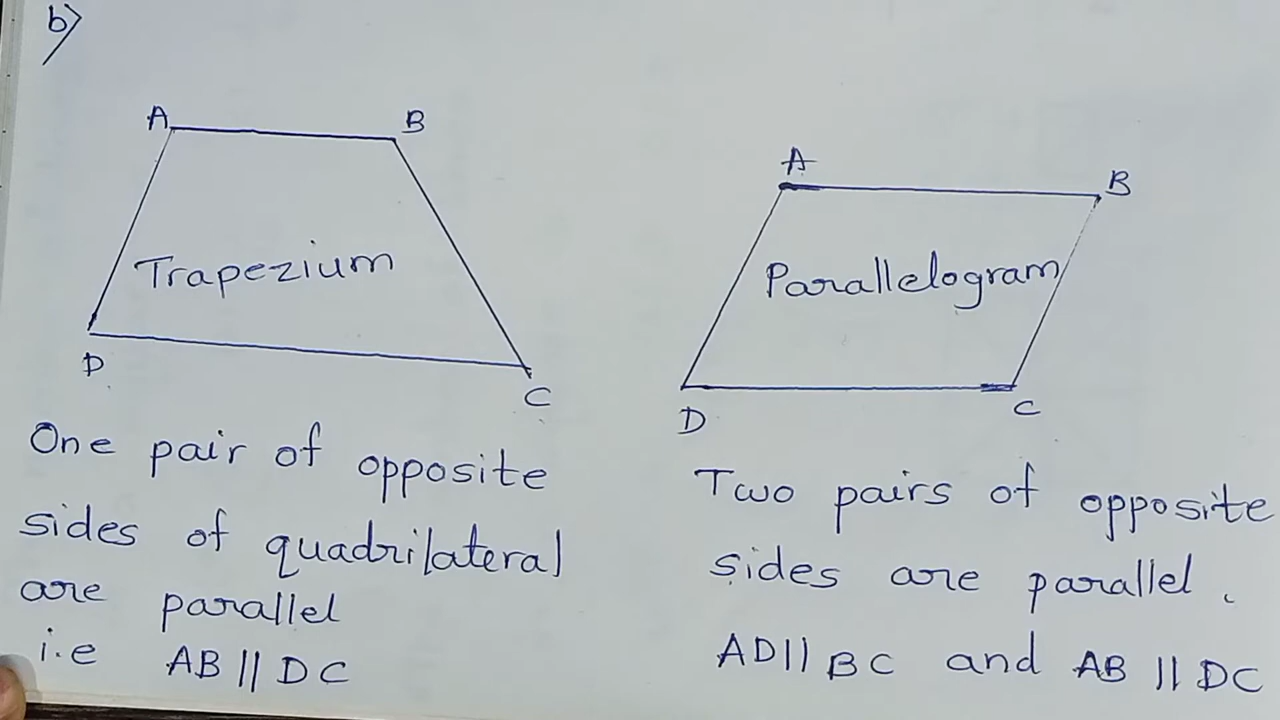 b)
A B
Trapezium
D C
One pair of opposite
sides of quadrilateral
are parallel
i.e AB || DC
A B
Parallelogram
D C
Two pairs of opposite
sides are parallel.
AD || BC and AB || DC